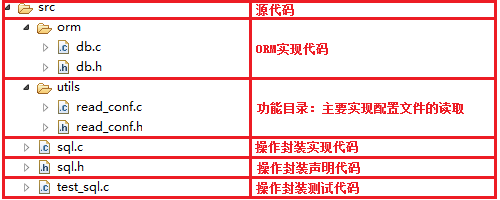 src 源代码
orm
db.c
db.h
ORM实现代码
utils
read_conf.c
read_conf.h
功能目录：主要实现配置文件的读取
sql.c 操作封装实现代码
sql.h 操作封装声明代码
test_sql.c 操作封装测试代码